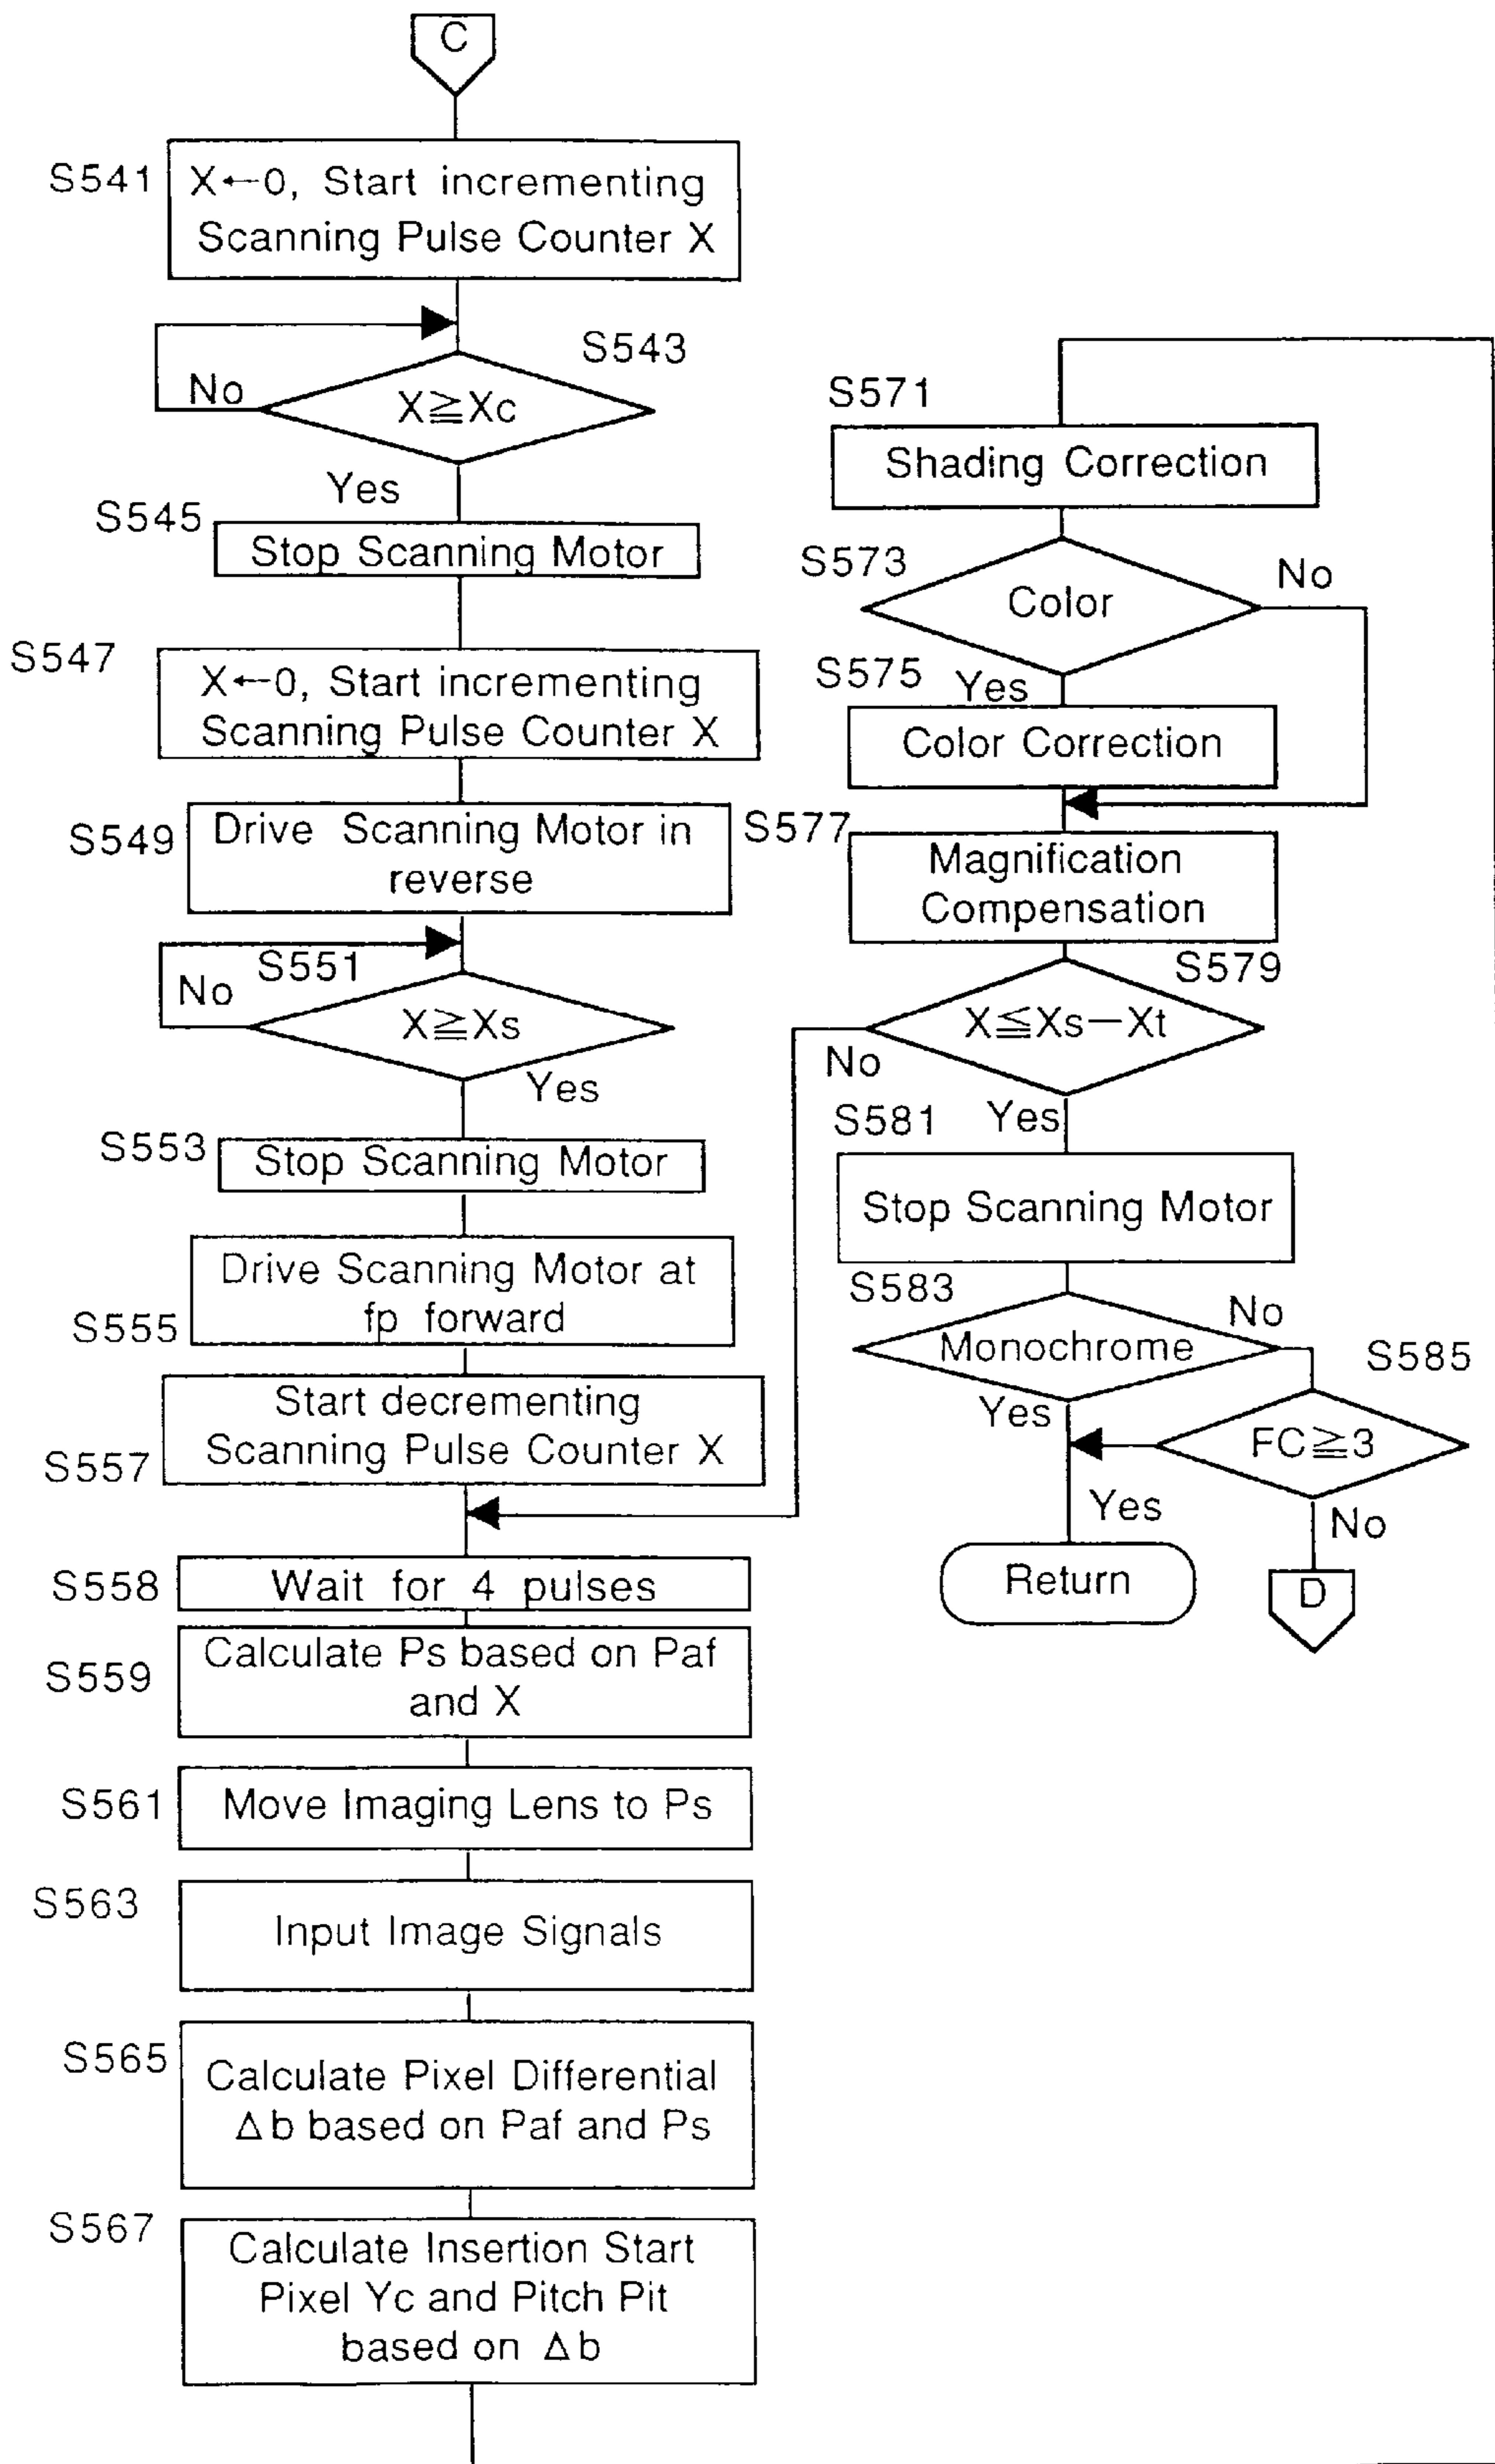 C
S541
X←0, Start incrementing
Scanning Pulse Counter X
S543
No
X≧Xc
Yes
S545
Stop Scanning Motor
S547
X←0, Start incrementing
Scanning Pulse Counter X
S549
Drive Scanning Motor in
reverse
S551
No
X≧Xs
Yes
S553
Stop Scanning Motor
S555
Drive Scanning Motor at
fp forward
S557
Start decrementing
Scanning Pulse Counter X
S558
Wait for 4 pulses
S559
Calculate Ps based on Paf
and X
S561
Move Imaging Lens to Ps
S563
Input Image Signals
S565
Calculate Pixel Differential
Δb based on Paf and Ps
S567
Calculate Insertion Start
Pixel Yc and Pitch Pit
based on Δb
S571
Shading Correction
S573
Color
No
S575
Yes
Color Correction
S577
Magnification
Compensation
S579
X≦Xs−Xt
No
S581
Yes
Stop Scanning Motor
S583
No
Monochrome
S585
Yes
FC≧3
Yes
No
Return
D